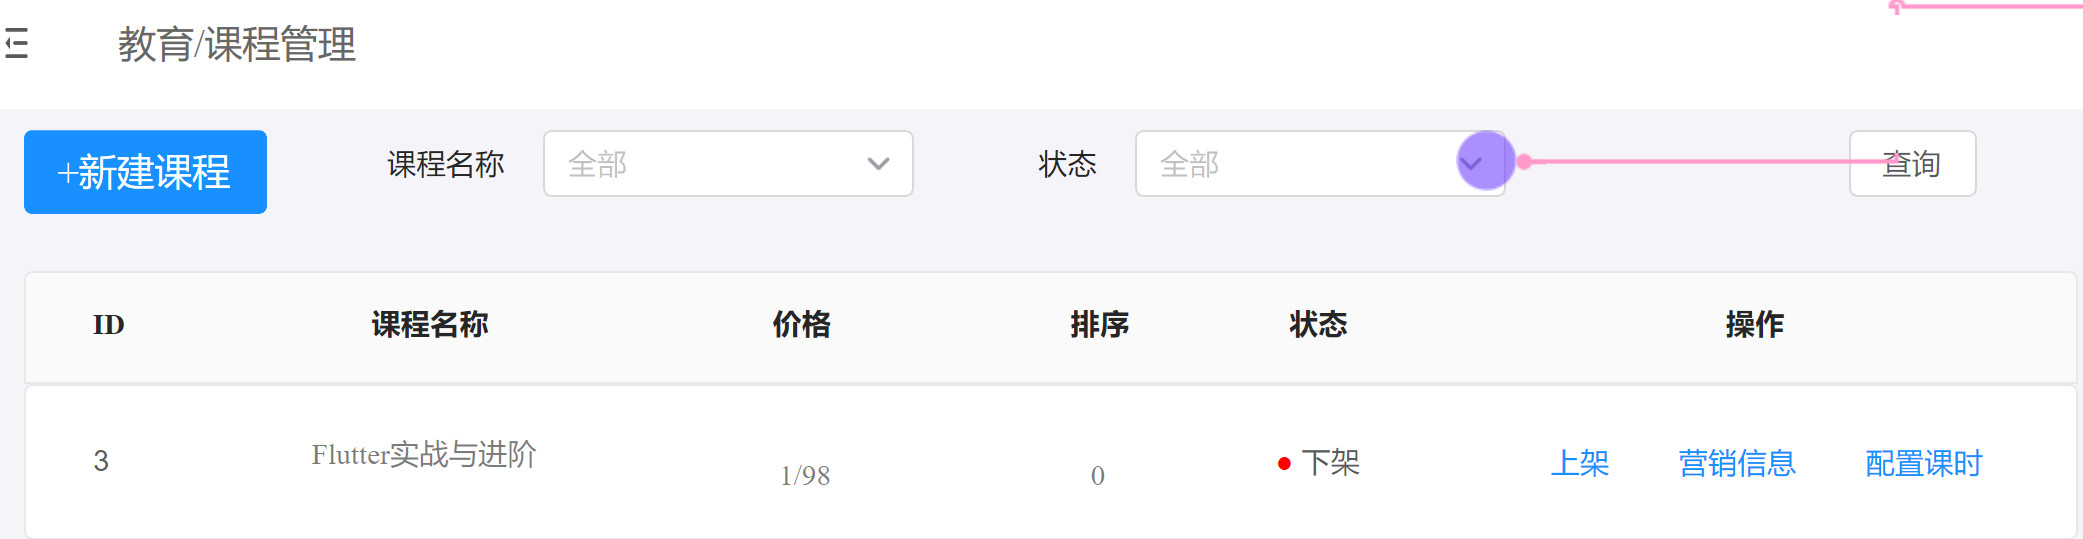 教育/课程管理
+新建课程 课程名称 全部 状态 全部 查询
ID 课程名称 价格 排序 状态 操作
3 Flutter实战与进阶 1/98 0 下架 上架 营销信息 配置课时